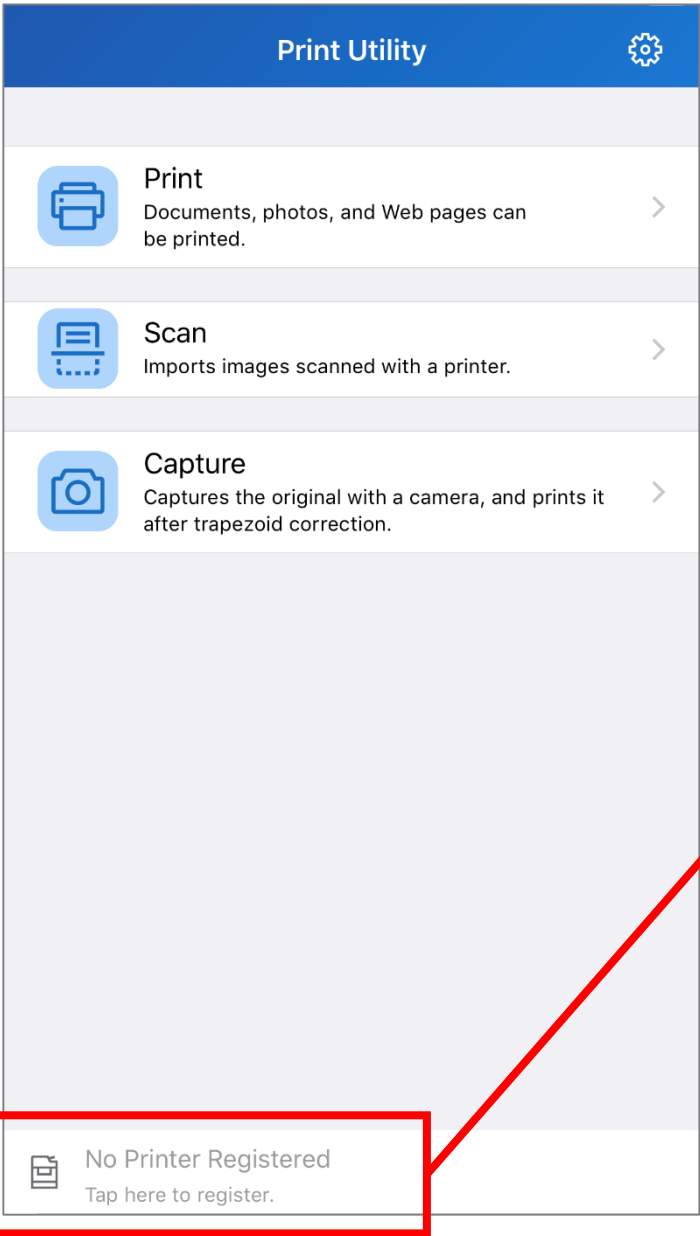 Print Utility
Print
Documents, photos, and Web pages can
be printed.
Scan
Imports images scanned with a printer.
Capture
Captures the original with a camera, and prints it
after trapezoid correction.
No Printer Registered
Tap here to register.